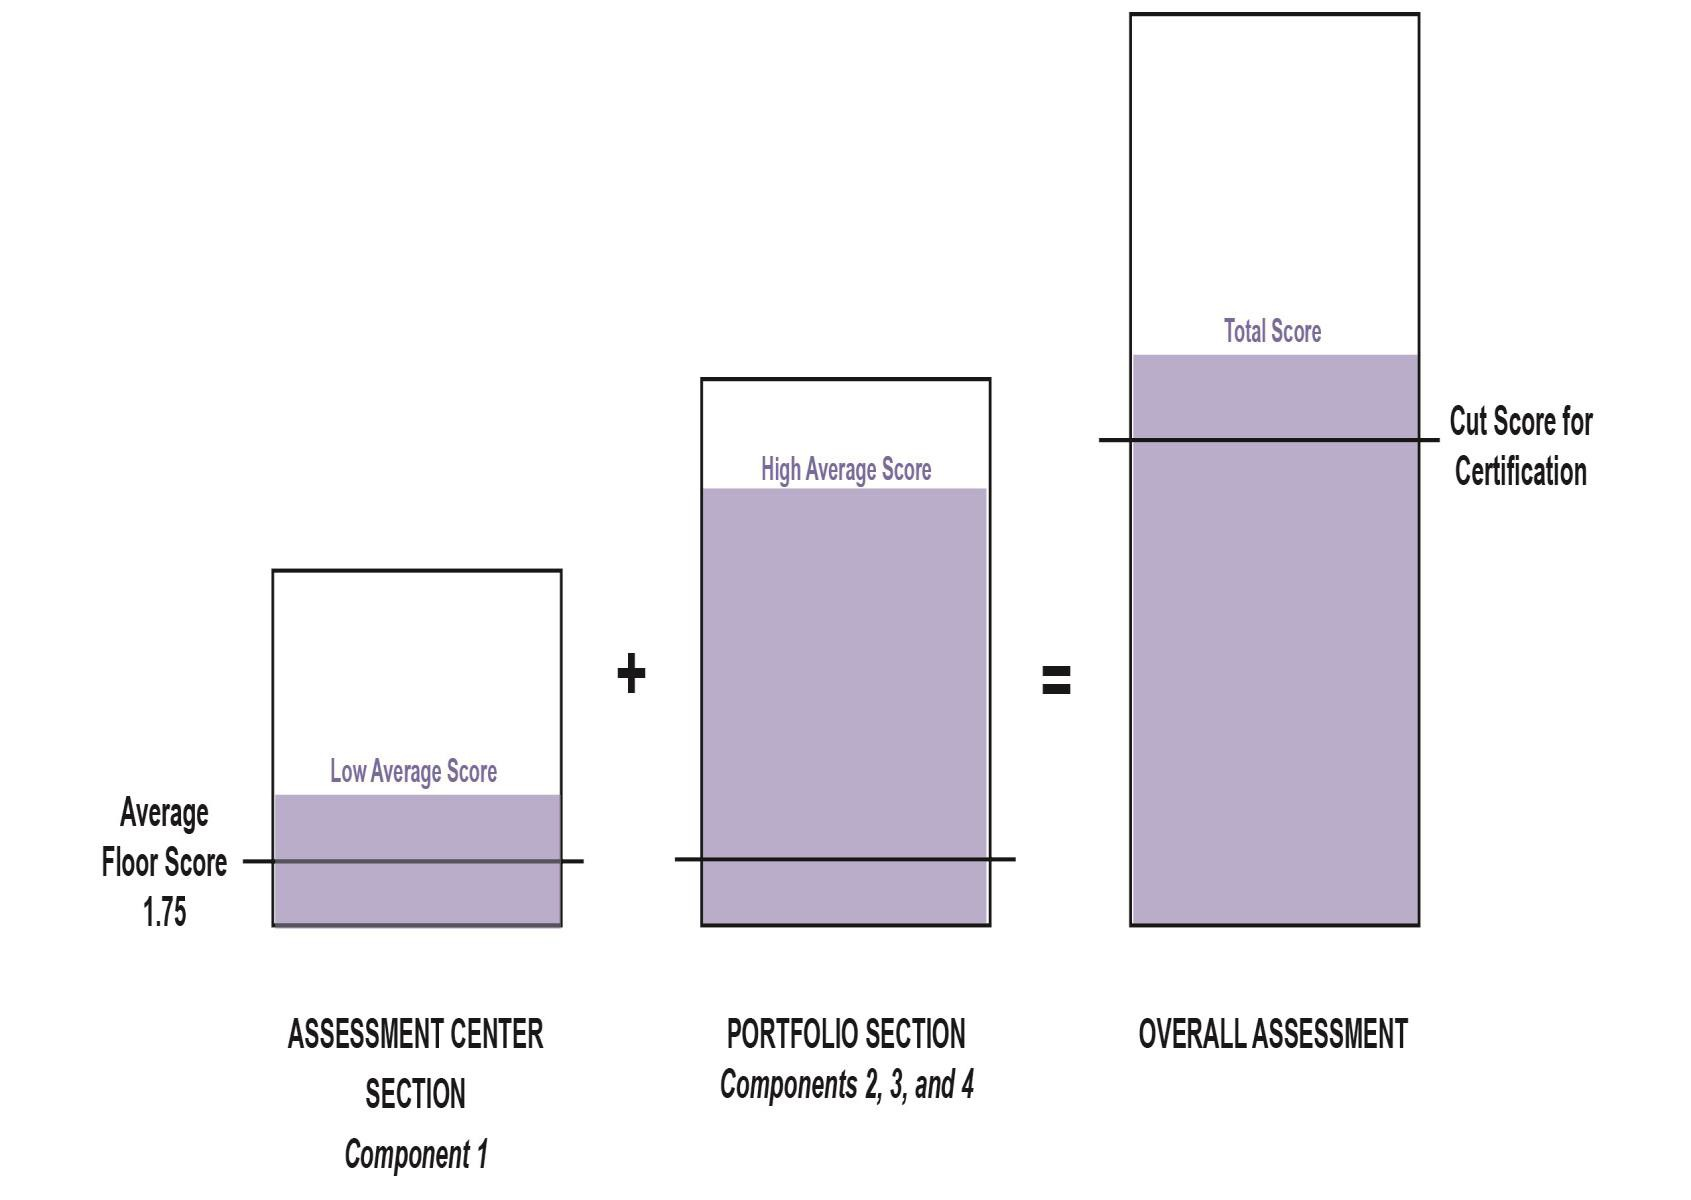 Total Score
Cut Score for
Certification
High Average Score
+
=
Low Average Score
Average
Floor Score
1.75
ASSESSMENT CENTER
SECTION
Component 1
PORTFOLIO SECTION
Components 2, 3, and 4
OVERALL ASSESSMENT